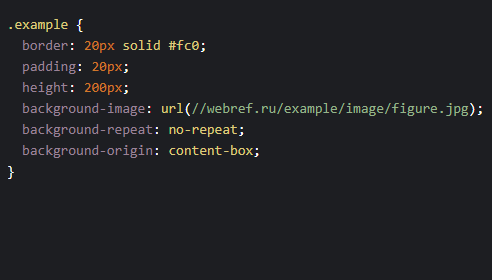 .example {
  border: 20px solid #fc0;
  padding: 20px;
  height: 200px;
  background-image: url(//webref.ru/example/image/figure.jpg);
  background-repeat: no-repeat;
  background-origin: content-box;
}